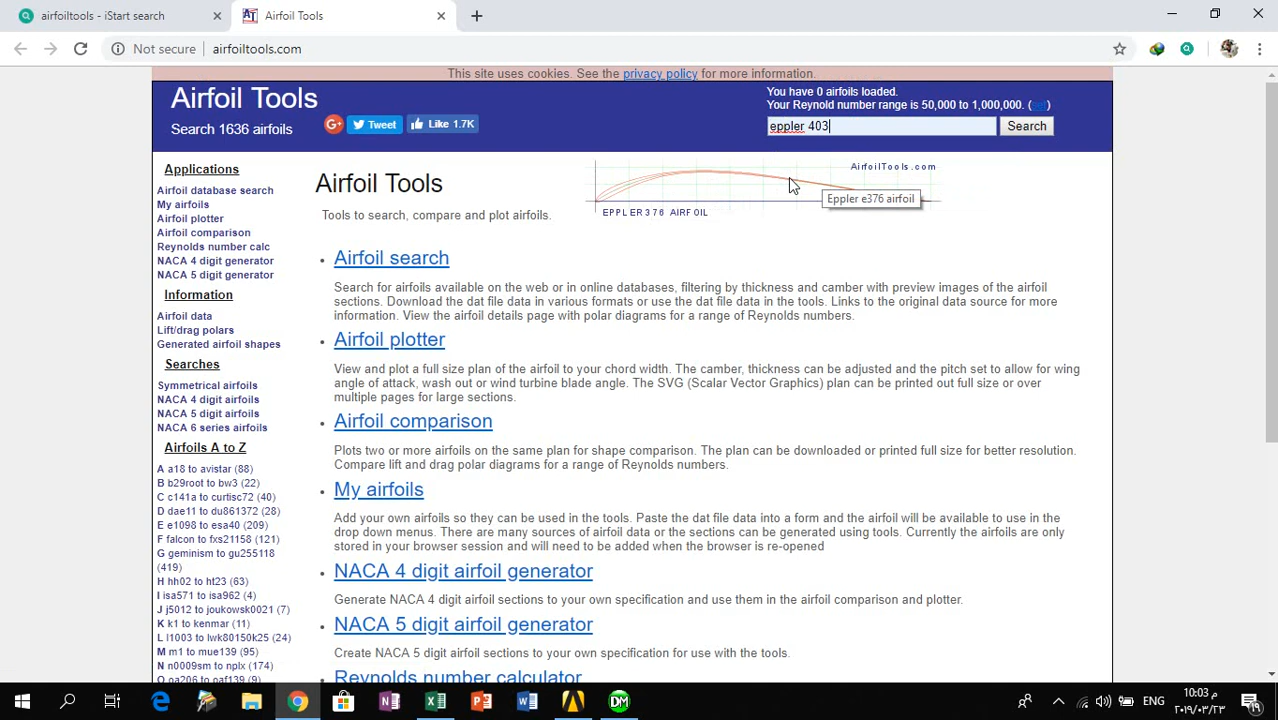 airfoiltools - iStart search
Airfoil Tools
Not secure
airfoiltools.com
This site uses cookies. See the privacy policy for more information.
Airfoil Tools
Search 1636 airfoils
Tweet
Like 1.7K
You have 0 airfoils loaded.
Your Reynold number range is 50,000 to 1,000,000.
eppler 403
Search
Applications
Airfoil database search
My airfoils
Airfoil plotter
Airfoil comparison
Reynolds number calc
NACA 4 digit generator
NACA 5 digit generator
Information
Airfoil data
Lift/drag polars
Generated airfoil shapes
Searches
Symmetrical airfoils
NACA 4 digit airfoils
NACA 5 digit airfoils
NACA 6 series airfoils
Airfoils A to Z
A a18 to avistar (88)
B b29root to bw3 (22)
C c141a to curtisc72 (40)
D dae11 to du861372 (28)
E e1098 to esa40 (209)
F falcon to fxs21158 (121)
G geminism to gu255118
(419)
H hh02 to ht23 (63)
I isa571 to isa962 (4)
J j5012 to joukowsk0021 (7)
K k1 to kenmar (11)
L l1003 to lwk80150k25 (24)
M m1 to mue139 (95)
N n0009sm to nplx (174)
O oa206 to oaf139 (9)
Airfoil Tools
Tools to search, compare and plot airfoils.
AirfoilTools.com
EPPLER376 AIRFOIL
Eppler e376 airfoil
Airfoil search
Search for airfoils available on the web or in online databases, filtering by thickness and camber with preview images of the airfoil
sections. Download the dat file data in various formats or use the dat file data in the tools. Links to the original data source for more
information. View the airfoil details page with polar diagrams for a range of Reynolds numbers.
Airfoil plotter
View and plot a full size plan of the airfoil to your chord width. The camber, thickness can be adjusted and the pitch set to allow for wing
angle of attack, wash out or wind turbine blade angle. The SVG (Scalar Vector Graphics) plan can be printed out full size or over
multiple pages for large sections.
Airfoil comparison
Plots two or more airfoils on the same plan for shape comparison. The plan can be downloaded or printed full size for better resolution.
Compare lift and drag polar diagrams for a range of Reynolds numbers.
My airfoils
Add your own airfoils so they can be used in the tools. Paste the dat file data into a form and the airfoil will be available to use in the
drop down menus. There are many sources of airfoil data or the sections can be generated using tools. Currently the airfoils are only
stored in your browser session and will need to be added when the browser is re-opened
NACA 4 digit airfoil generator
Generate NACA 4 digit airfoil sections to your own specification and use them in the airfoil comparison and plotter.
NACA 5 digit airfoil generator
Create NACA 5 digit airfoil sections to your own specification for use with the tools.
Reynolds number calculator
ENG
م 10:03
٢٠١٩/٠٣/٢٣